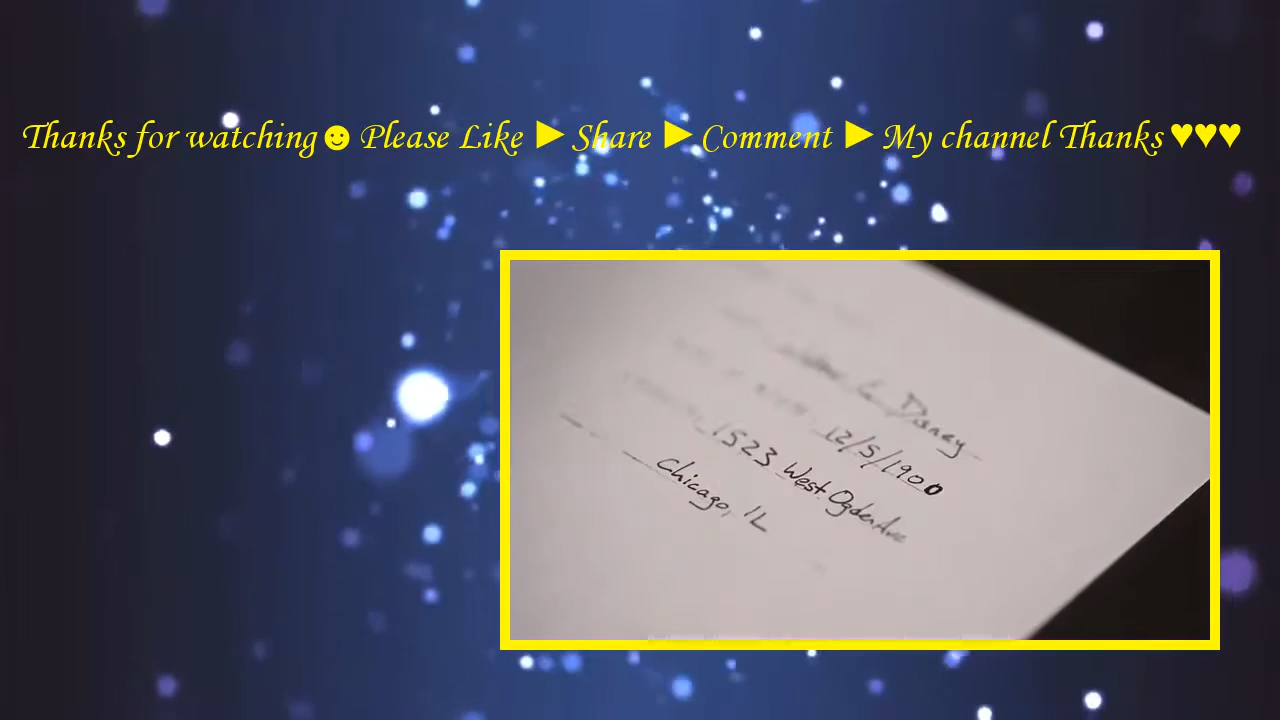 Thanks for watching☻Please Like ►Share ►Comment ►My channel Thanks♥♥♥
Disney
12/5/1900
1523 West Ogden Ave
Chicago, IL